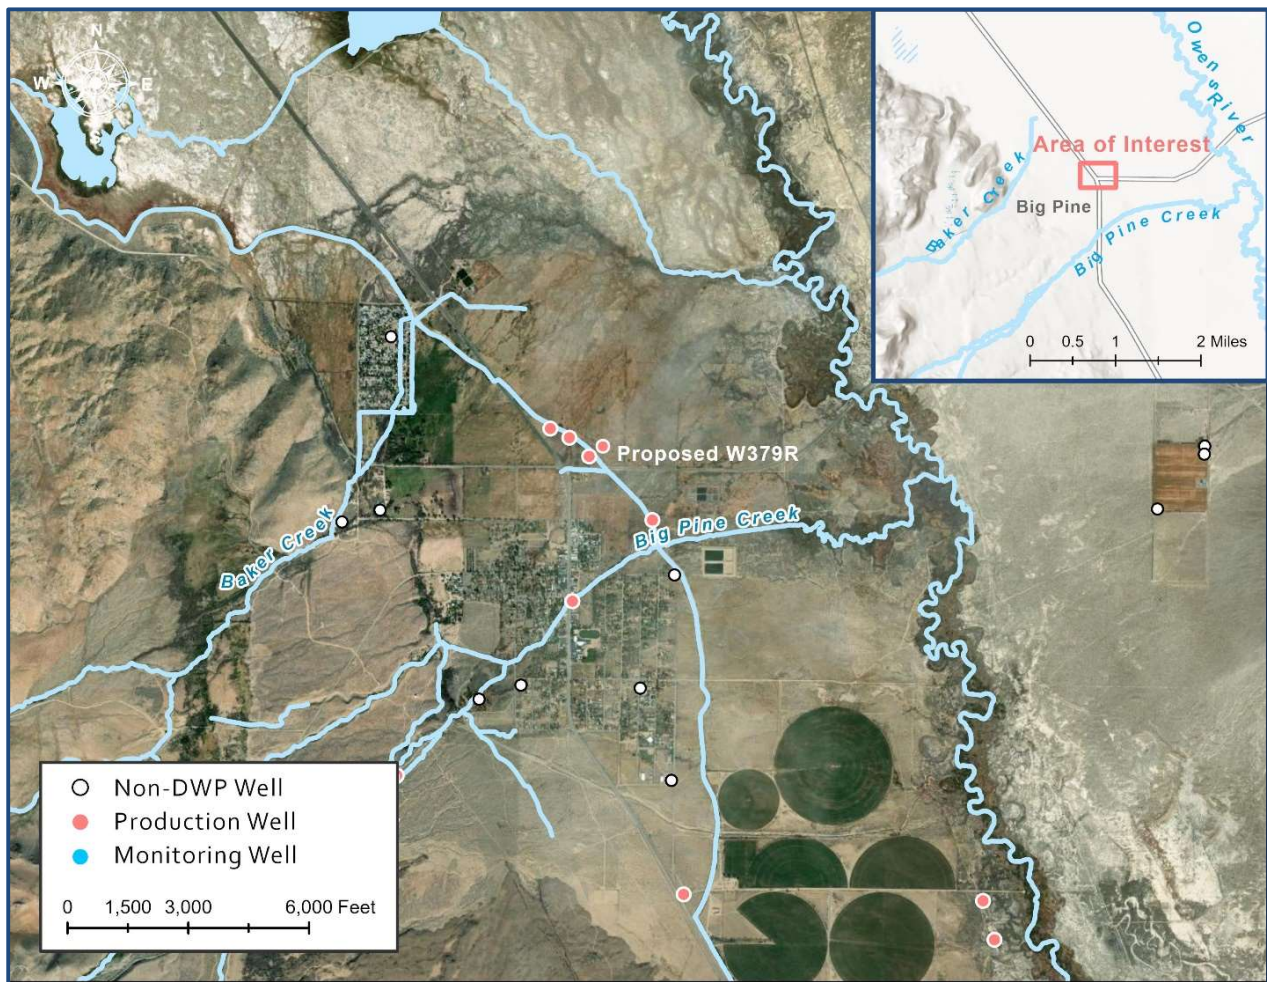 N
W E
S
Owens River
Area of Interest
Baker Creek
Big Pine
Big Pine Creek
0 0.5 1 2 Miles
Proposed W379R
Big Pine Creek
Baker Creek
Non-DWP Well
Production Well
Monitoring Well
0 1,500 3,000 6,000 Feet